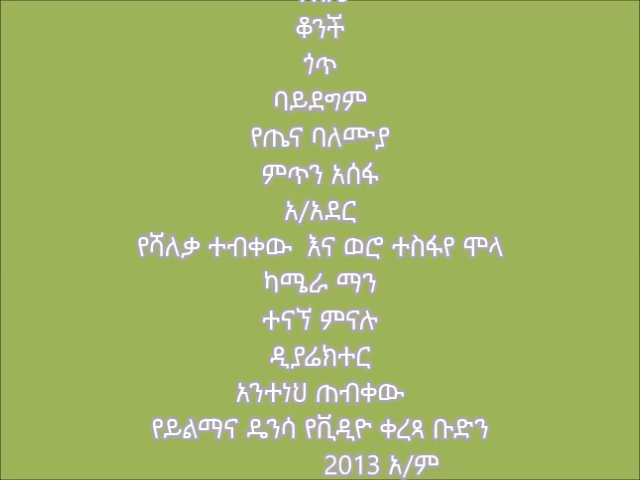 ቆንች
ጎጥ
ባይደግም
የጤና ባለሙያ
ምጥን አሰፋ
አ/አደር
የሻለቃ ተብቀው እና ወሮ ተስፋየ ሞላ
ካሜራ ማን
ተናኘ ምናሉ
ዲያሬክተር
አንተነህ ጠብቀው
የይልማና ዴንሳ የቪዲዮ ቀረጻ ቡድን
2013 አ/ም